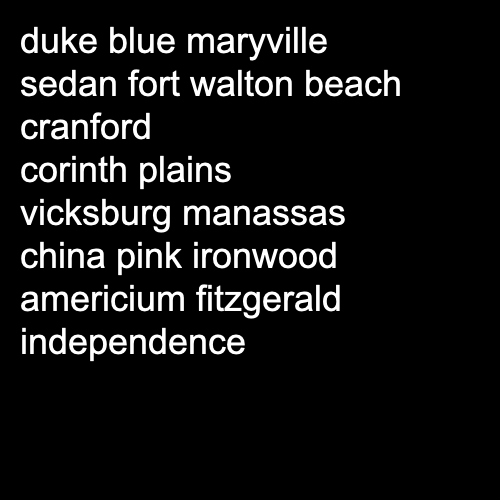 duke blue maryville
sedan fort walton beach
cranford
corinth plains
vicksburg manassas
china pink ironwood
americium fitzgerald
independence